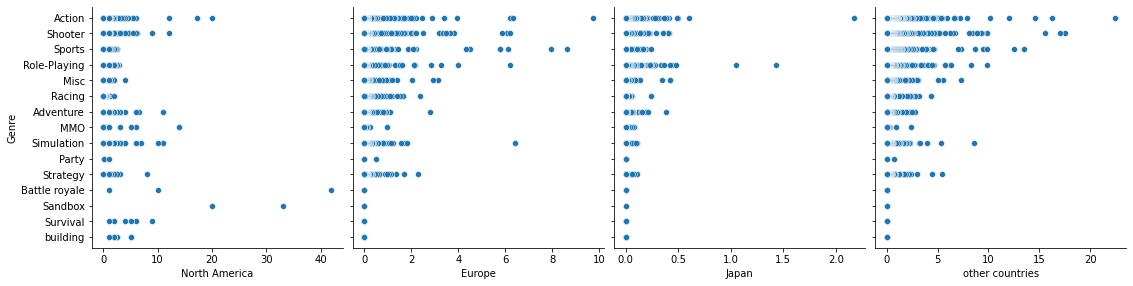 Genre
Action
Shooter
Sports
Role-Playing
Misc
Racing
Adventure
MMO
Simulation
Party
Strategy
Battle royale
Sandbox
Survival
building
0 10 20 30 40
North America
0 2 4 6 8 10
Europe
0.0 0.5 1.0 1.5 2.0
Japan
0 5 10 15 20
other countries